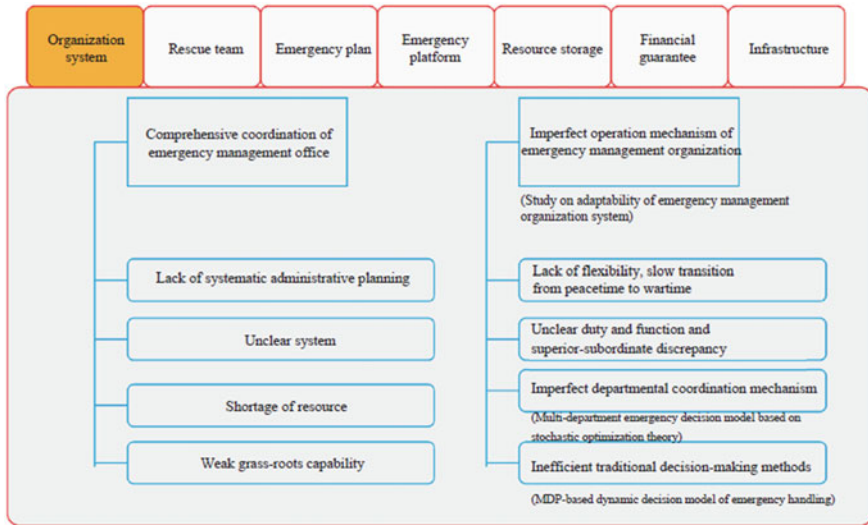 Organization
system
Rescue team
Emergency plan
Emergency
platform
Resource storage
Financial
guarantee
Infrastructure
Comprehensive coordination of
emergency management office
Lack of systematic administrative planning
Unclear system
Shortage of resource
Weak grass-roots capability
Imperfect operation mechanism of
emergency management organization
(Study on adaptability of emergency management
organization system)
Lack of flexibility, slow transition
from peacetime to wartime
Unclear duty and function and
superior-subordinate discrepancy
Imperfect departmental coordination mechanism
(Multi-department emergency decision model based on
stochastic optimization theory)
Inefficient traditional decision-making methods
(MDP-based dynamic decision model of emergency handling)